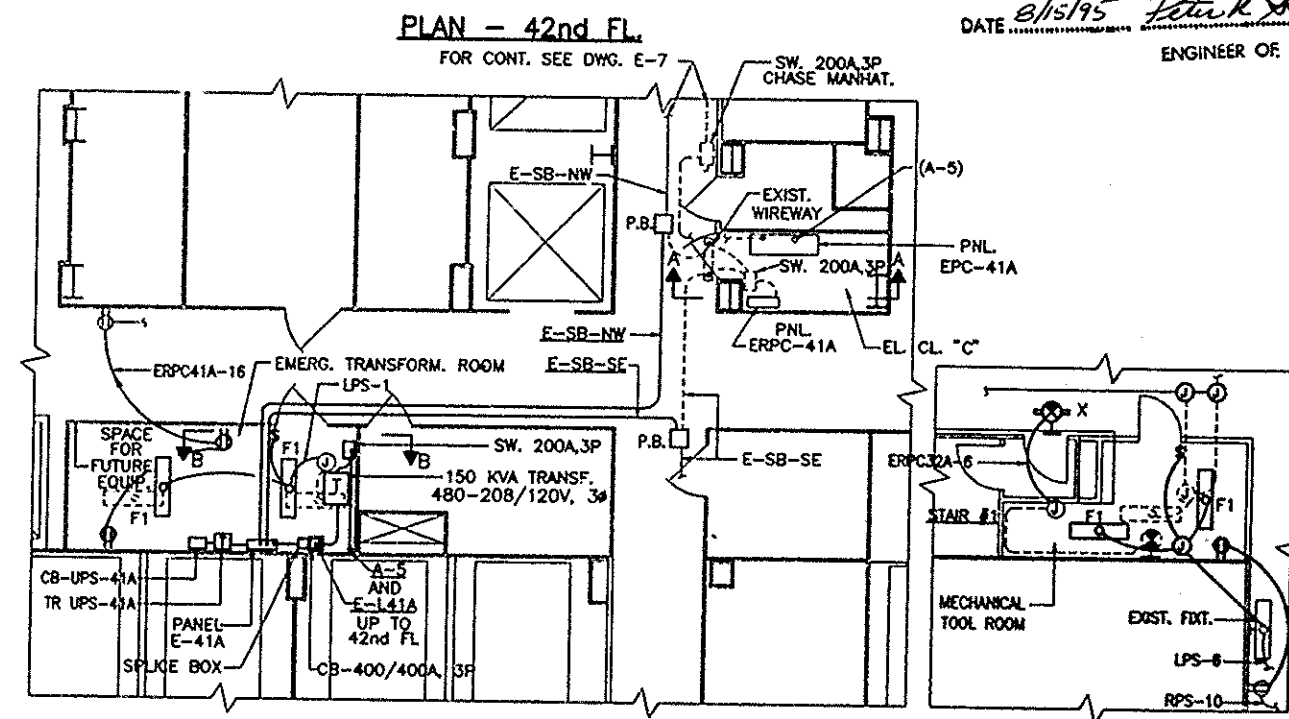 DATE 8/15/95 Peter R
ENGINEER OF.
PLAN - 42nd FL.
FOR CONT. SEE DWG. E-7
SW. 200A,3P
CHASE MANHAT.
E-SB-NW
(A-5)
EXIST.
WIREWAY
P.B.
A
SW. 200A,3P
A
PNL.
EPC-41A
E-SB-NW
PNL.
ERPC-41A
EL. CL. "C"
E-SB-SE
ERPC41A-16
EMERG. TRANSFORM. ROOM
LPS-1
SPACE
FOR
FUTURE
EQUIP.
B
F1
S
F1
J
J
B
SW. 200A,3P
150 KVA TRANSF.
480-208/120V, 3ø
P.B.
E-SB-SE
CB-UPS-41A
TR UPS-41A
PANEL
E-41A
SPLICE BOX
A-5
AND
E-L41A
UP TO
42nd FL
CB-400/400A, 3P
J
J
X
ERPC32A-6
S
J
F1
STAIR #1
J
F1
J
MECHANICAL
TOOL ROOM
EXIST. FIXT.
LPS-6
RPS-10